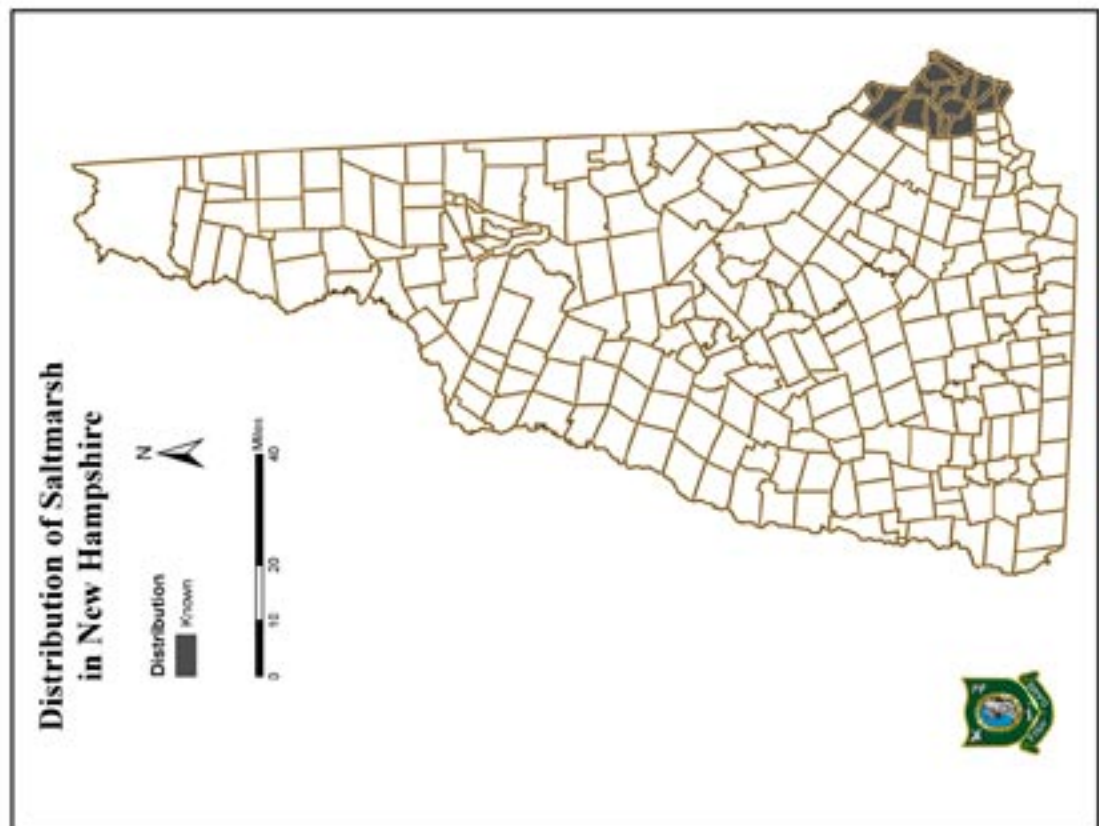 Distribution of Saltmarsh
in New Hampshire
N
Distribution
Known
0 10 20 40
Miles